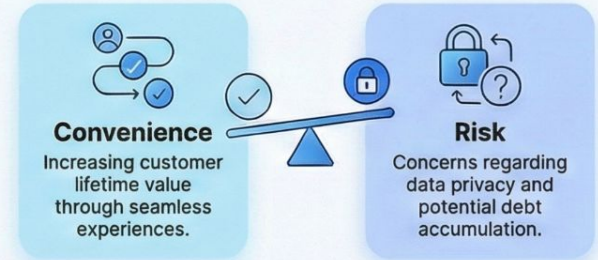 Convenience
Increasing customer
lifetime value
through seamless
experiences.
Risk
Concerns regarding
data privacy and
potential debt
accumulation.
?